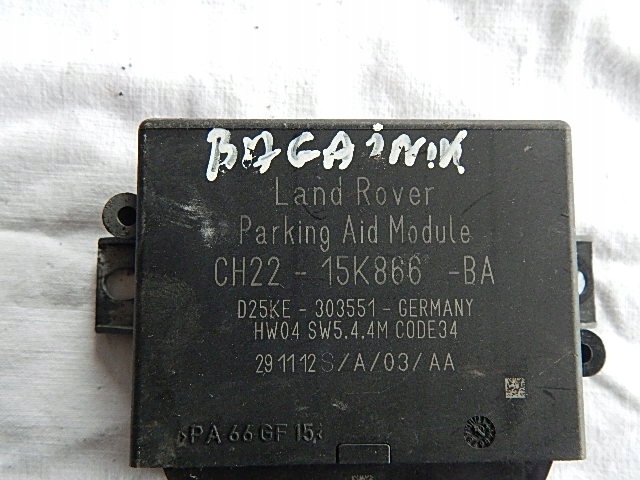 BAGAiNiK
Land Rover
Parking Aid Module
CH22 - 15K866 -BA
D25KE - 303551 - GERMANY
HW04 SW5.4.4M CODE34
29 11 12 S/A/03/AA
>PA 66 GF 15<